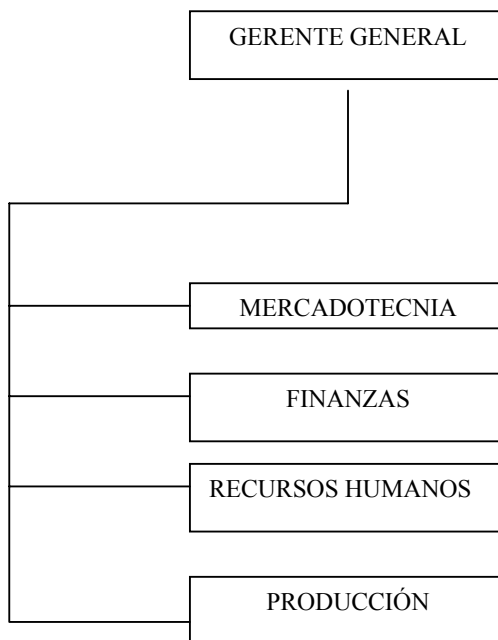 GERENTE GENERAL
MERCADOTECNIA
FINANZAS
RECURSOS HUMANOS
PRODUCCIÓN